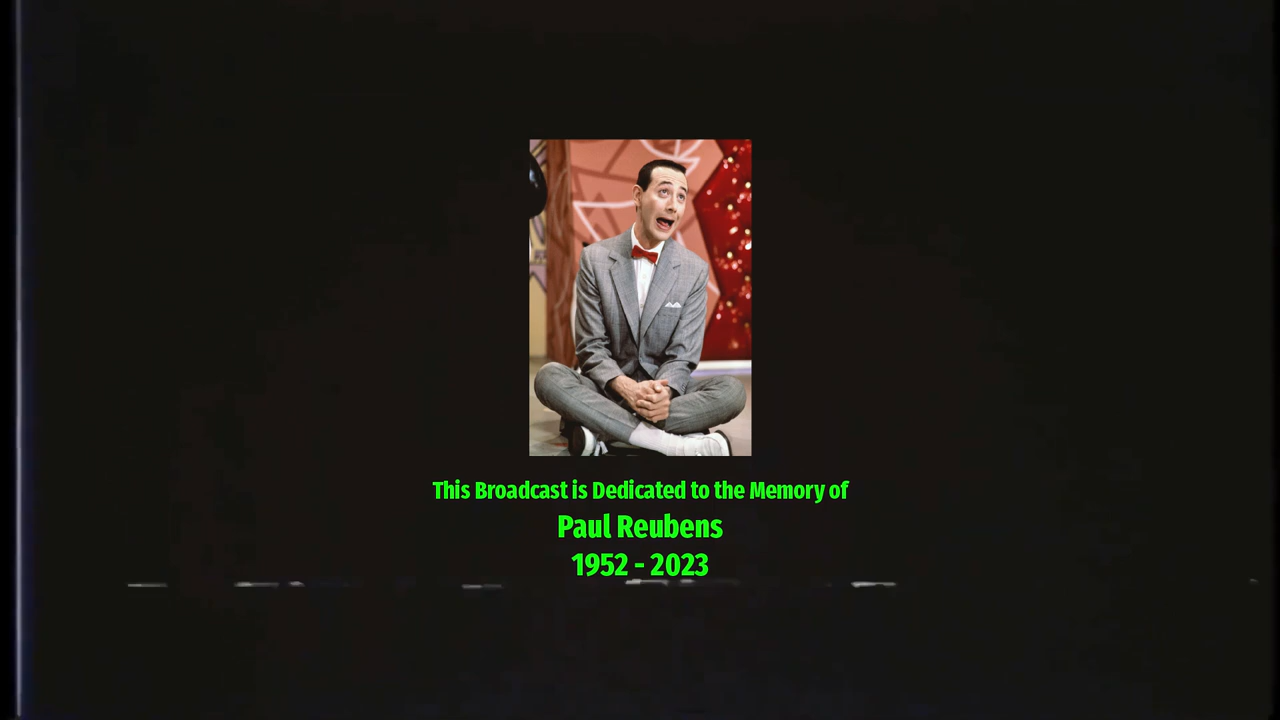 This Broadcast is Dedicated to the Memory of
Paul Reubens
1952 - 2023